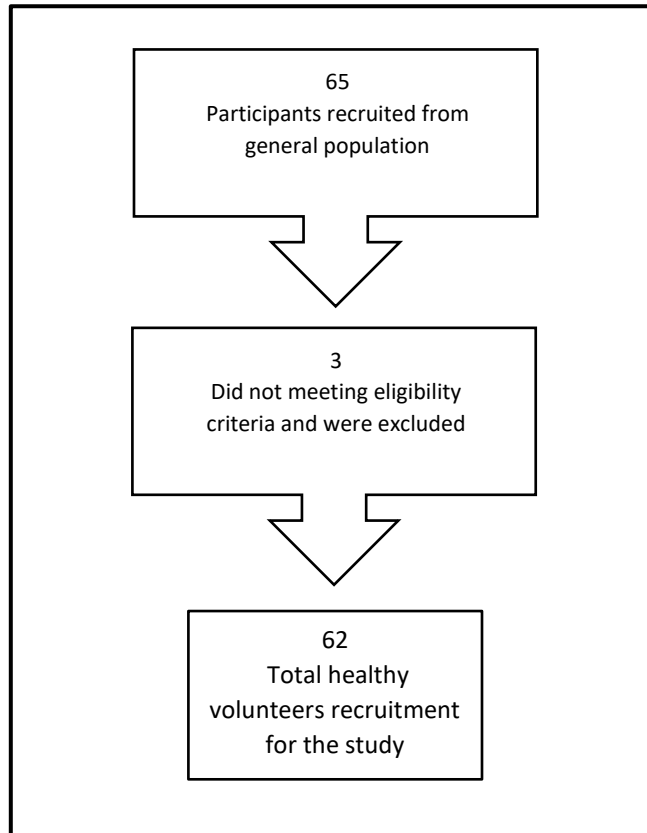 65
Participants recruited from
general population
3
Did not meeting eligibility
criteria and were excluded
62
Total healthy
volunteers recruitment
for the study